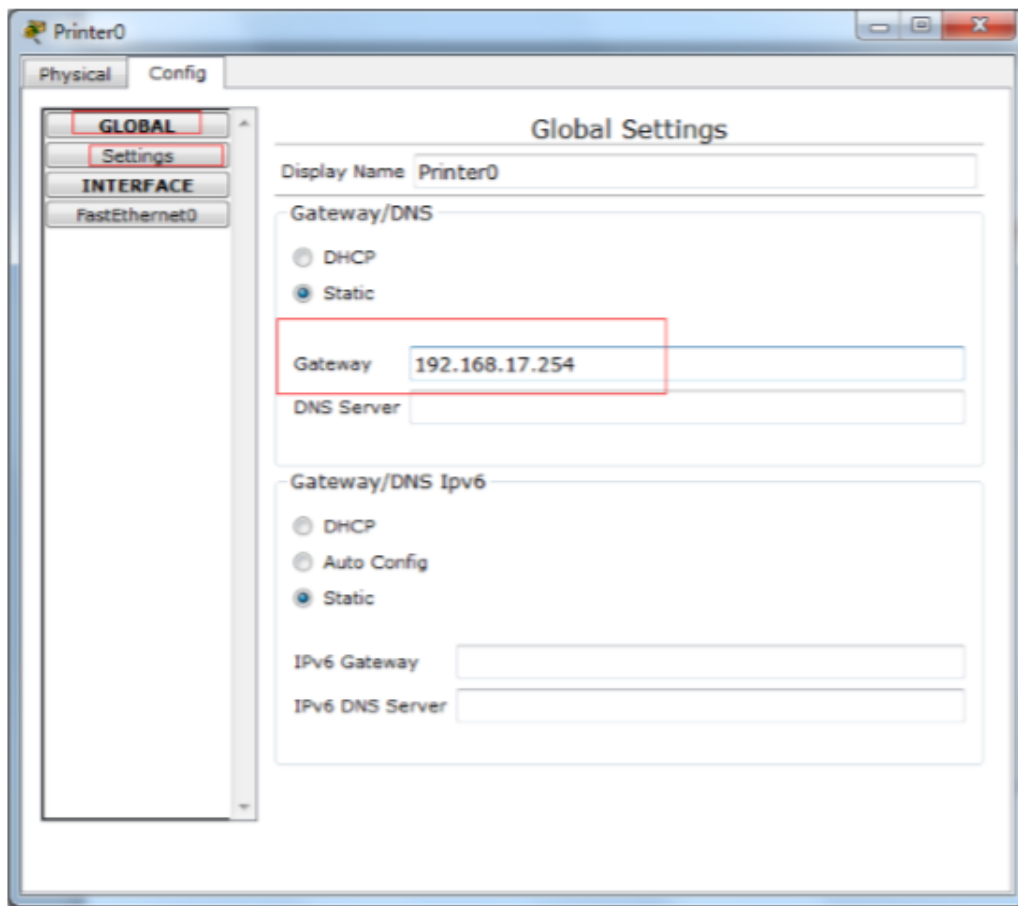 Printer0
Physical Config
GLOBAL
Settings
INTERFACE
FastEthernet0
Global Settings
Display Name Printer0
Gateway/DNS
DHCP
Static
Gateway 192.168.17.254
DNS Server
Gateway/DNS Ipv6
DHCP
Auto Config
Static
IPv6 Gateway
IPv6 DNS Server